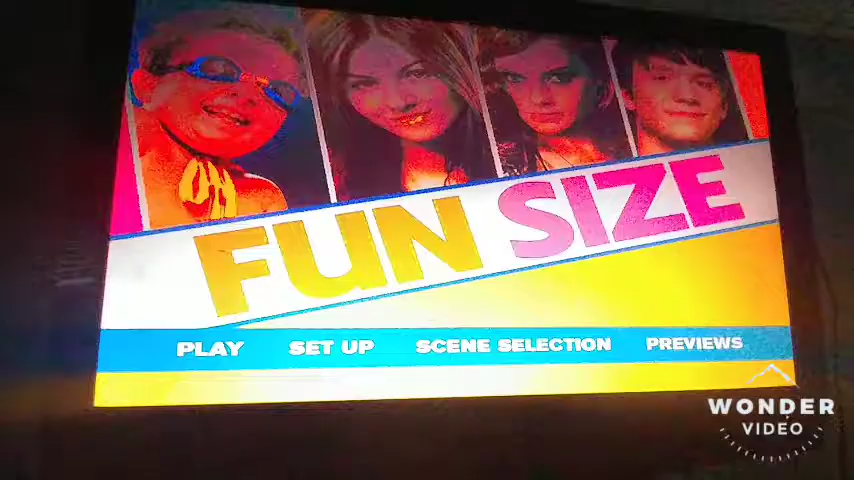 FUN SIZE
PLAY SET UP SCENE SELECTION PREVIEWS
WONDER
VIDEO